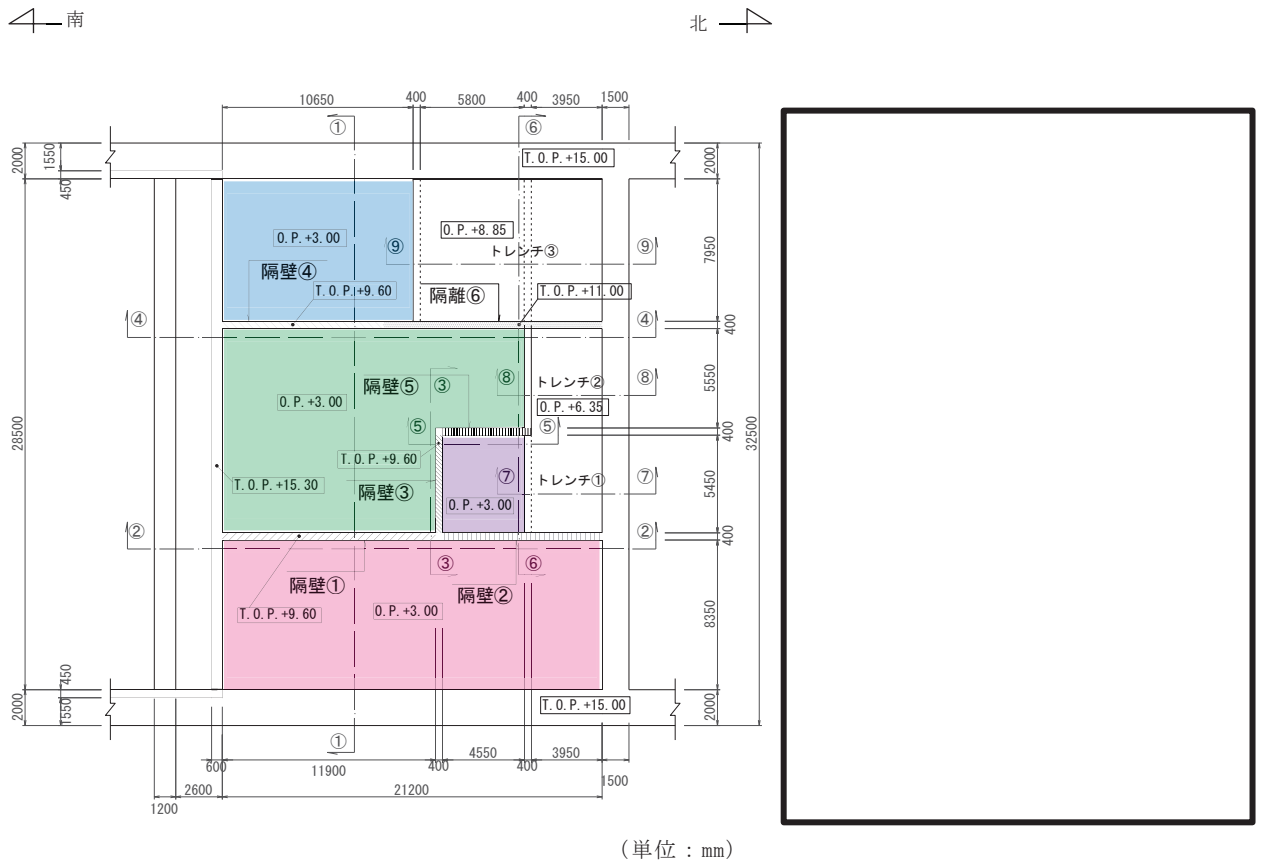 南
北
10650
400
5800
400
3950
1500
①
⑥
2000
1550
450
T.O.P.+15.00
2000
O.P.+3.00
O.P.+8.85
トレンチ③
⑨
⑨
7950
隔壁④
T.O.P.+9.60
隔離⑥
T.O.P.+11.00
④
④
400
隔壁⑤
③
⑧
トレンチ②
⑧
5550
O.P.+3.00
O.P.+6.35
28500
⑤
⑤
400
32500
T.O.P.+9.60
T.O.P.+15.30
隔壁③
⑦
トレンチ①
⑦
5450
O.P.+3.00
②
②
400
③
⑥
隔壁①
隔壁②
T.O.P.+9.60
O.P.+3.00
8350
450
2000
1550
T.O.P.+15.00
2000
①
600
11900
400
4550
400
3950
1500
2600
21200
1200
（単位：mm）